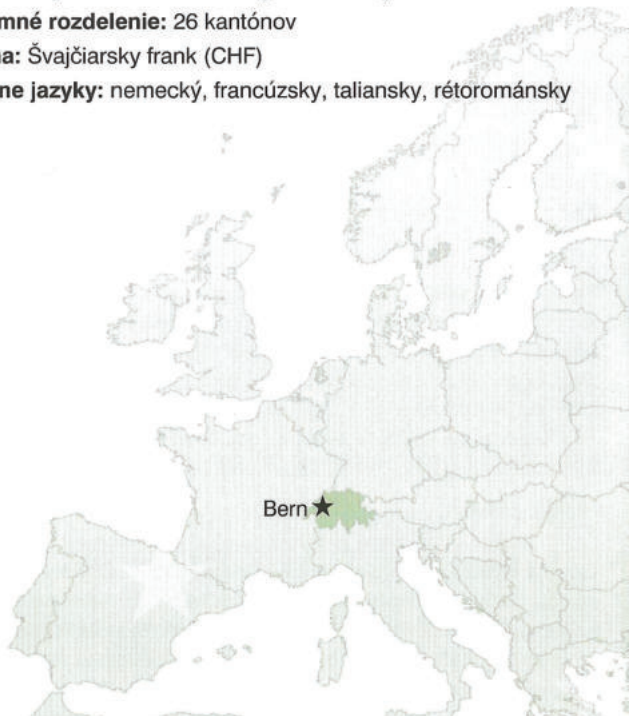 mné rozdelenie: 26 kantónov
a: Švajčiarsky frank (CHF)
ne jazyky: nemecký, francúzsky, taliansky, rétorománsky
Bern